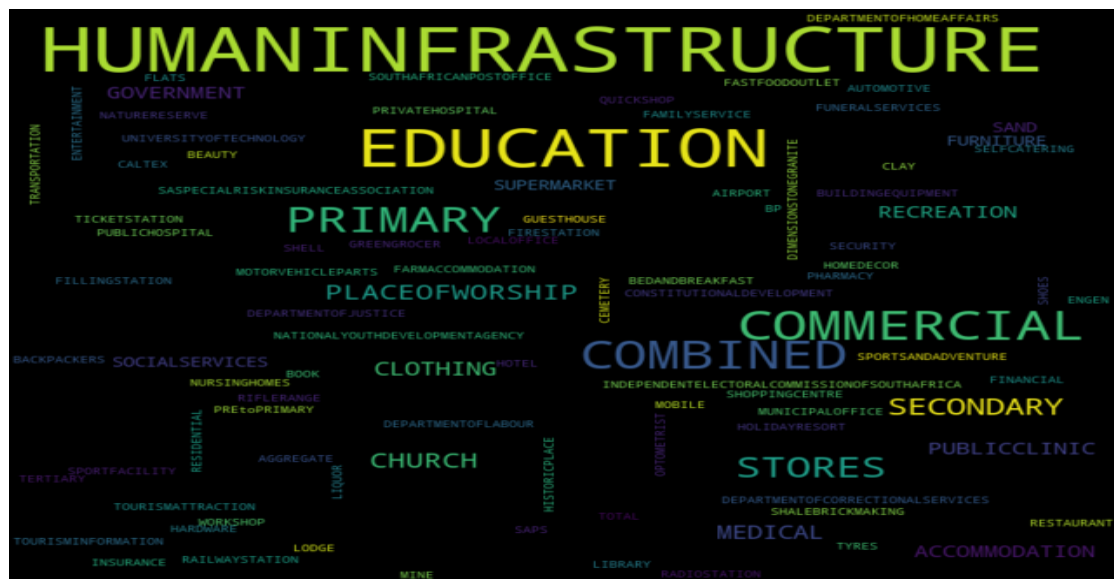 DEPARTMENTOFHOMEAFFAIRS
HUMANINFRASTRUCTURE
FLATS
SOUTHAFRICANPOSTOFFICE
FASTFOODOUTLET
AUTOMOTIVE
GOVERNMENT
ENTERTAINMENT
QUICKSHOP
FUNERALSERVICES
NATURERESERVE
PRIVATEHOSPITAL
FAMILYSERVICE
SAND
TRANSPORTATION
UNIVERSITYOFTECHNOLOGY
EDUCATION
FURNITURE
SELFCATERING
BEAUTY
CALTEX
CLAY
SASPECIALRISKINSURANCEASSOCIATION
SUPERMARKET
AIRPORT
DIMENSIONSTONEGRANITE
BUILDINGEQUIPMENT
BP
RECREATION
TICKETSTATION
PRIMARY
GUESTHOUSE
PUBLICHOSPITAL
FIRESTATION
SHELL
GREENGROCER
LOCALOFFICE
SECURITY
HOMEDECOR
MOTORVEHICLEPARTS
FARMACCOMMODATION
PHARMACY
FILLINGSTATION
BEDANDBREAKFAST
PLACEOFWORSHIP
CEMETERY
CONSTITUTIONALDEVELOPMENT
SHOES
ENGEN
DEPARTMENTOFJUSTICE
COMMERCIAL
NATIONALYOUTHDEVELOPMENTAGENCY
BACKPACKERS
SOCIALSERVICES
COMBINED
SPORTSANDADVENTURE
CLOTHING
HOTEL
BOOK
NURSINGHOMES
INDEPENDENTELECTORALCOMMISSIONOFSOUTHAFRICA
FINANCIAL
RIFLERANGE
SHOPPINGCENTRE
PREtoPRIMARY
MOBILE
MUNICIPALOFFICE
SECONDARY
RESIDENTIAL
DEPARTMENTOFLABOUR
OPTOMETRIST
HOLIDAYRESORT
PUBLICCLINIC
AGGREGATE
CHURCH
HISTORICPLACE
STORES
SPORTFACILITY
TERTIARY
LIQUOR
DEPARTMENTOFCORRECTIONALSERVICES
TOURISMATTRACTION
SHALEBRICKMAKING
WORKSHOP
HARDWARE
SAPS
TOTAL
RESTAURANT
MEDICAL
TOURISMINFORMATION
LODGE
TYRES
ACCOMMODATION
INSURANCE
RAILWAYSTATION
LIBRARY
MINE
RADIOSTATION